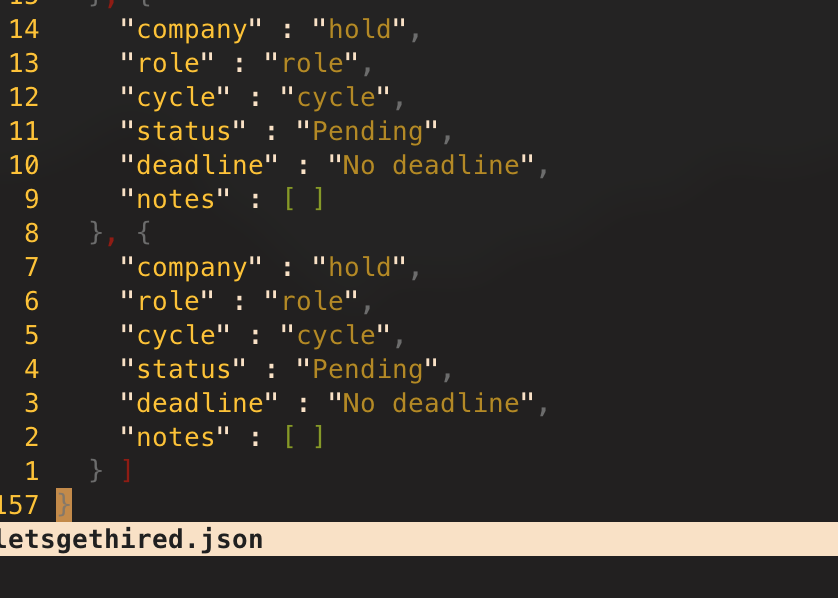 14 "company" : "hold",
13 "role" : "role",
12 "cycle" : "cycle",
11 "status" : "Pending",
10 "deadline" : "No deadline",
9 "notes" : [ ]
8 }, {
7 "company" : "hold",
6 "role" : "role",
5 "cycle" : "cycle",
4 "status" : "Pending",
3 "deadline" : "No deadline",
2 "notes" : [ ]
1 } ]
157 }
letsgethired.json